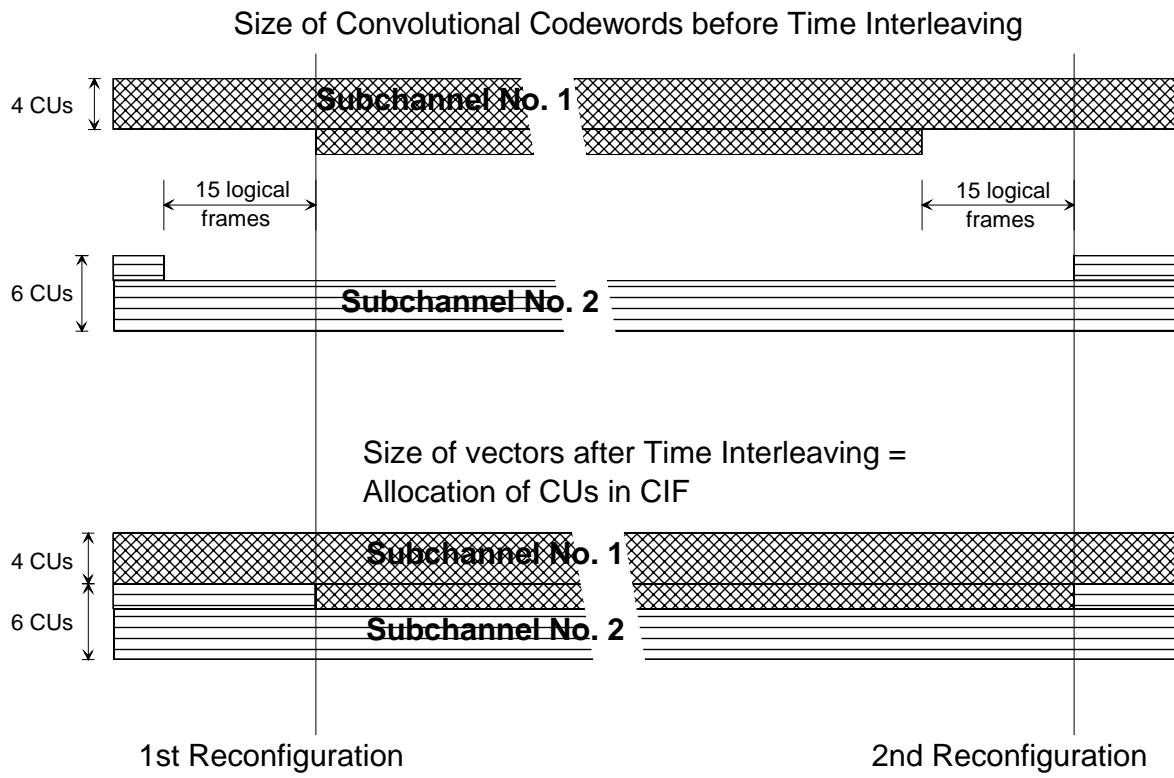 Size of Convolutional Codewords before Time Interleaving
4 CUs
Subchannel No. 1
15 logical
frames
15 logical
frames
6 CUs
Subchannel No. 2
Size of vectors after Time Interleaving =
Allocation of CUs in CIF
4 CUs
Subchannel No. 1
6 CUs
Subchannel No. 2
1st Reconfiguration
2nd Reconfiguration